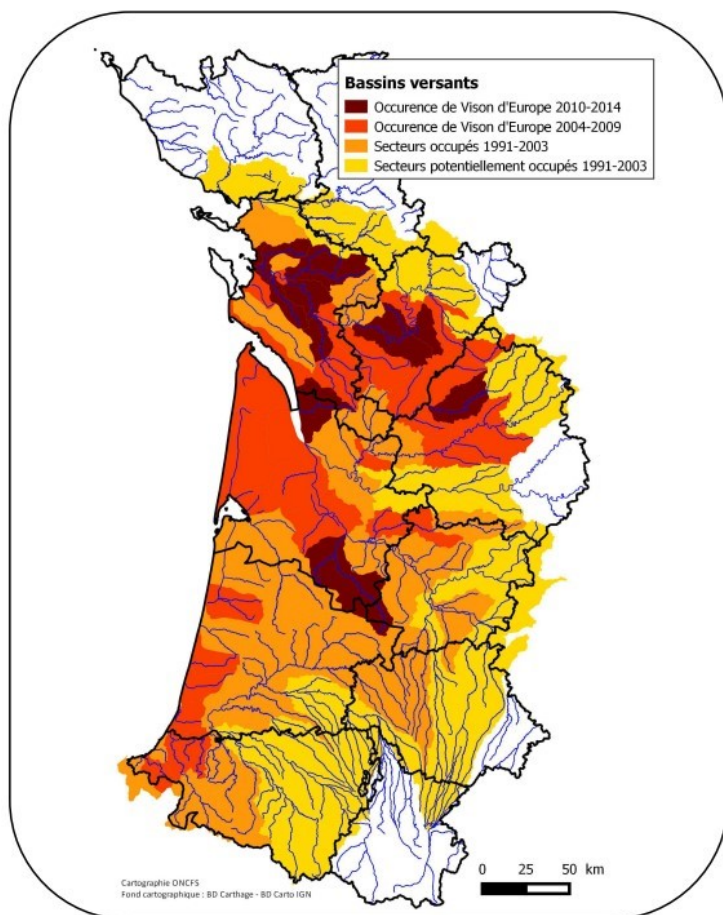 Bassins versants
Occurence de Vison d'Europe 2010-2014
Occurence de Vison d'Europe 2004-2009
Secteurs occupés 1991-2003
Secteurs potentiellement occupés 1991-2003
Cartographie ONCFS
Fond cartographique : BD Carthage - BD Carto IGN
0 25 50 km